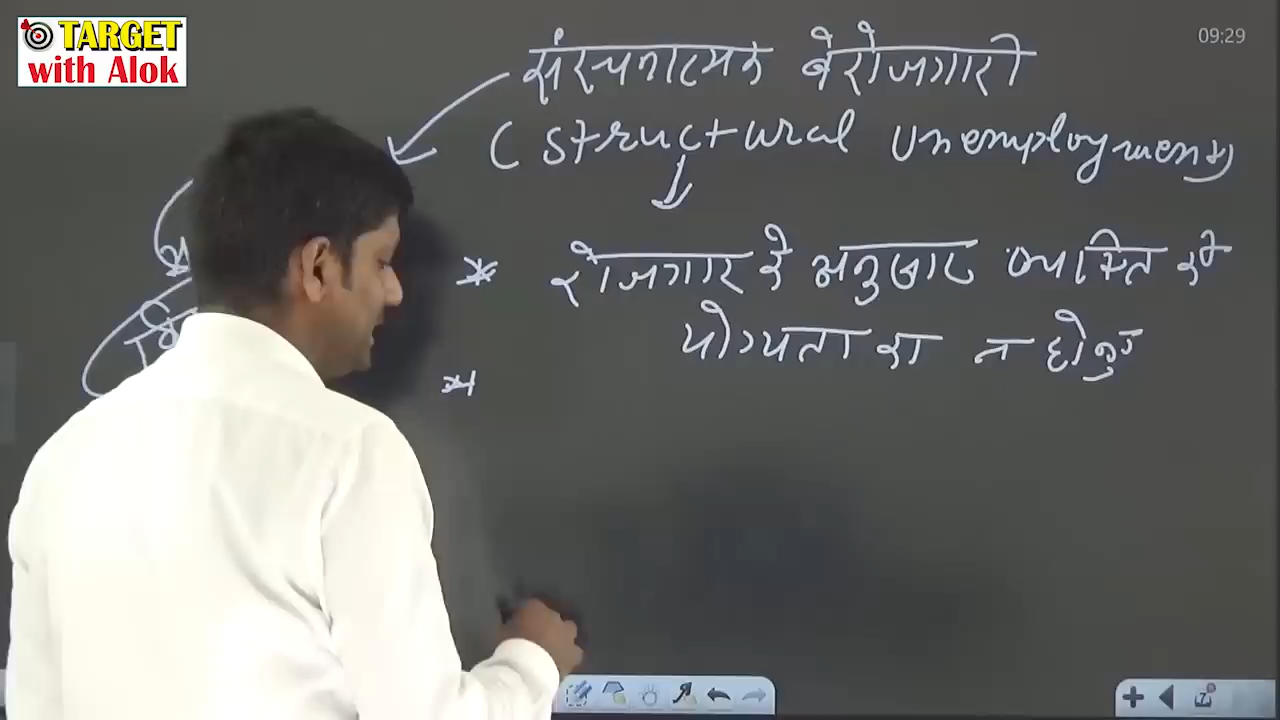 TARGET
with Alok
09:29
संरचनात्मक बेरोजगारी
( Structural Unemployment)
* रोजगार के अनुसार व्यक्ति की
योग्यता का न होना
*